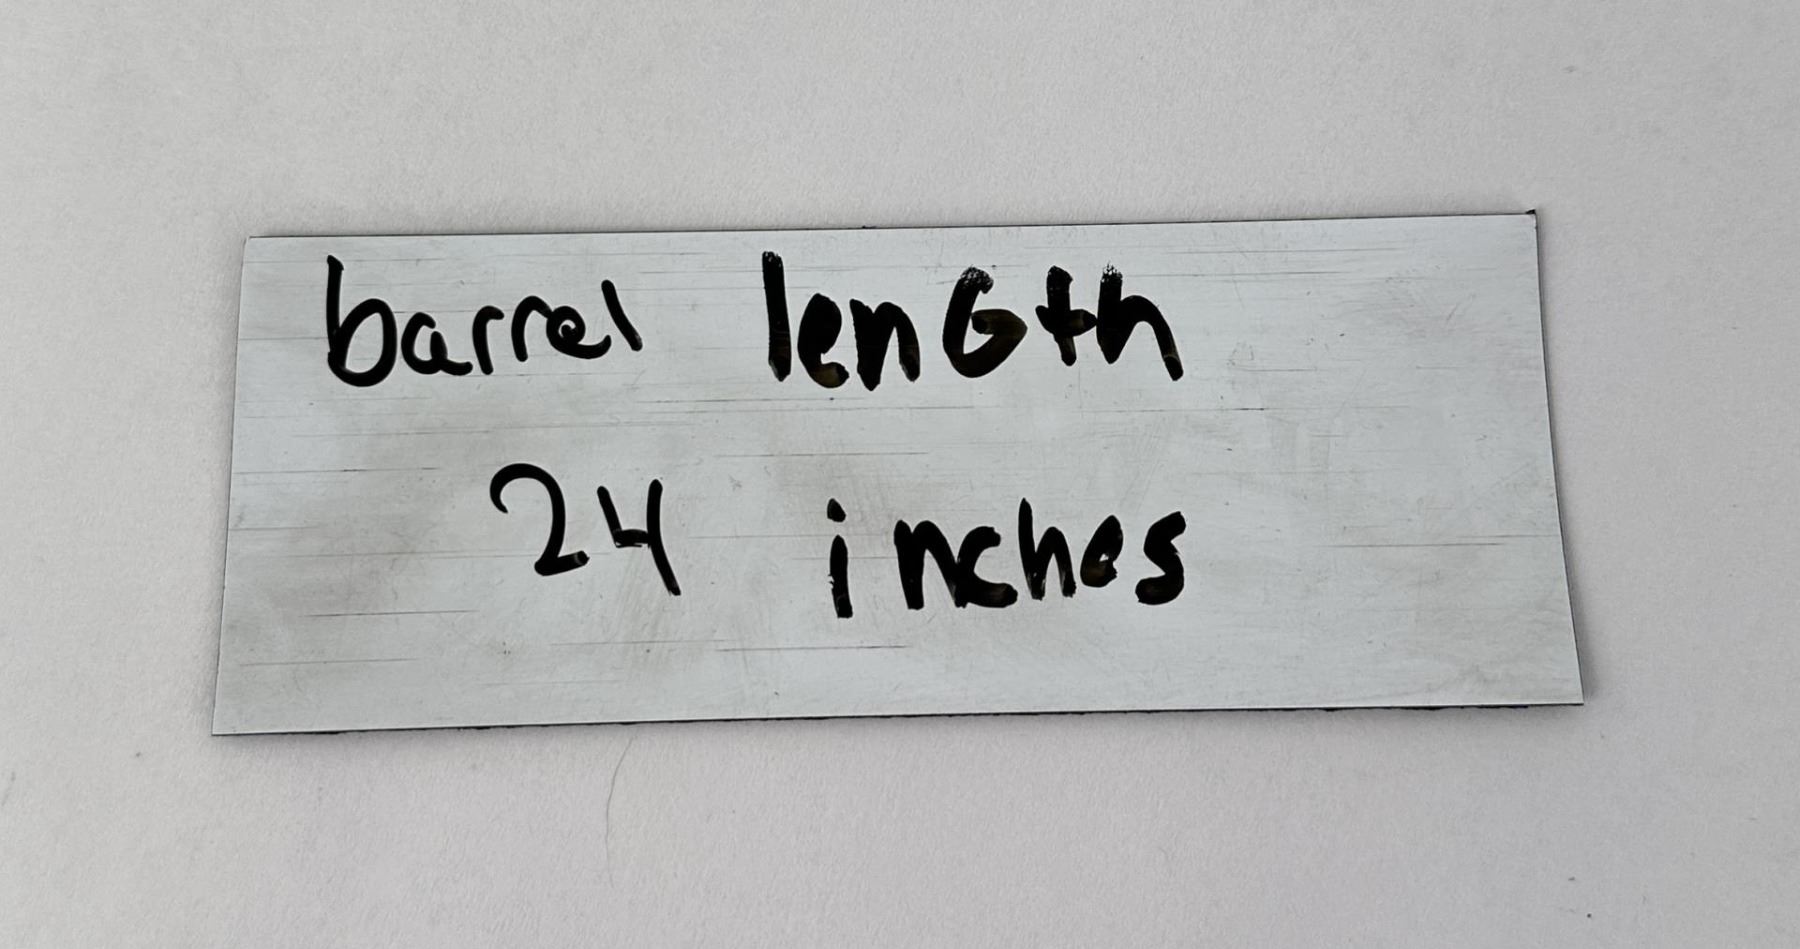 barrel lenGth
24 inches